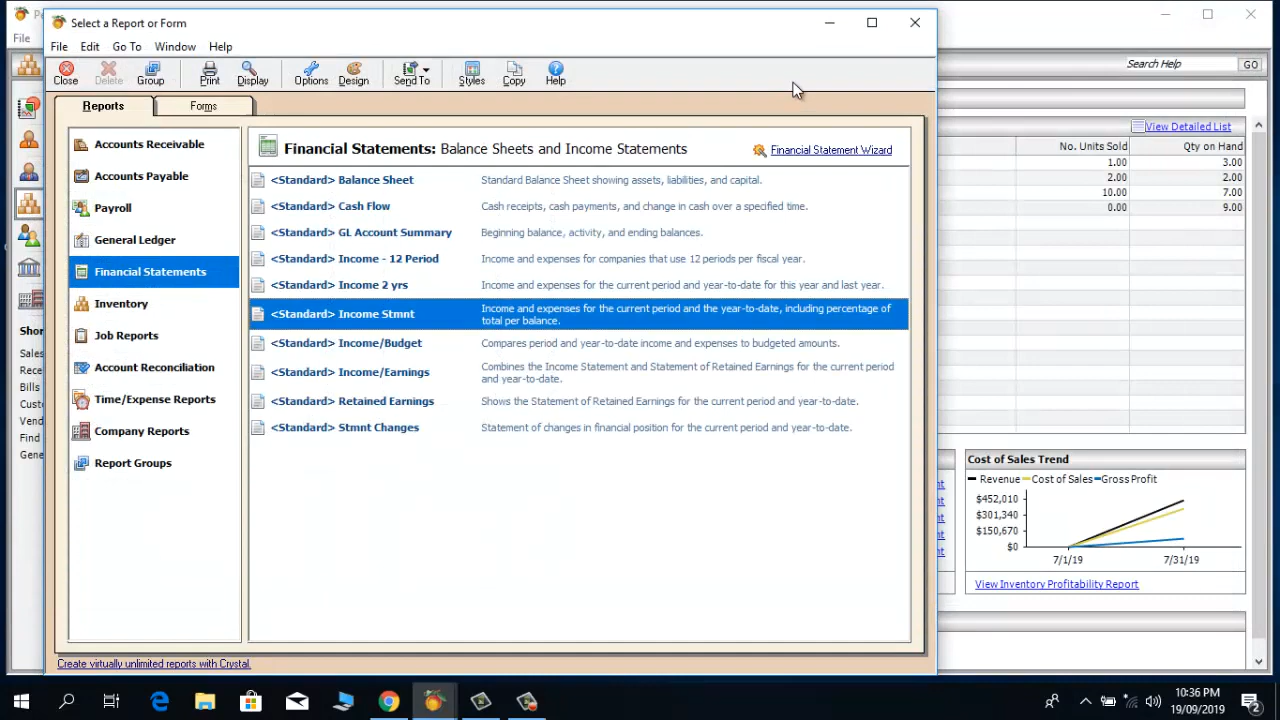 Select a Report or Form
File Edit Go To Window Help
Close Delete Group Print Display Options Design Send To Styles Copy Help
Reports Forms
Accounts Receivable
Accounts Payable
Payroll
General Ledger
Financial Statements
Inventory
Job Reports
Account Reconciliation
Time/Expense Reports
Company Reports
Report Groups
Financial Statements: Balance Sheets and Income Statements
Financial Statement Wizard
<Standard> Balance Sheet Standard Balance Sheet showing assets, liabilities, and capital.
<Standard> Cash Flow Cash receipts, cash payments, and change in cash over a specified time.
<Standard> GL Account Summary Beginning balance, activity, and ending balances.
<Standard> Income - 12 Period Income and expenses for companies that use 12 periods per fiscal year.
<Standard> Income 2 yrs Income and expenses for the current period and year-to-date for this year and last year.
<Standard> Income Stmnt Income and expenses for the current period and the year-to-date, including percentage of
total per balance.
<Standard> Income/Budget Compares period and year-to-date income and expenses to budgeted amounts.
<Standard> Income/Earnings Combines the Income Statement and Statement of Retained Earnings for the current period
and year-to-date.
<Standard> Retained Earnings Shows the Statement of Retained Earnings for the current period and year-to-date.
<Standard> Stmnt Changes Statement of changes in financial position for the current period and year-to-date.
Create virtually unlimited reports with Crystal.
File
Shor
Sales
Rece
Bills
Custo
Vend
Find
Gene
Search Help GO
View Detailed List
No. Units Sold Qty on Hand
1.00 3.00
2.00 2.00
10.00 7.00
0.00 9.00
Cost of Sales Trend
Revenue Cost of Sales Gross Profit
$452,010
$301,340
$150,670
$0
7/1/19 7/31/19
View Inventory Profitability Report
10:36 PM
19/09/2019
2